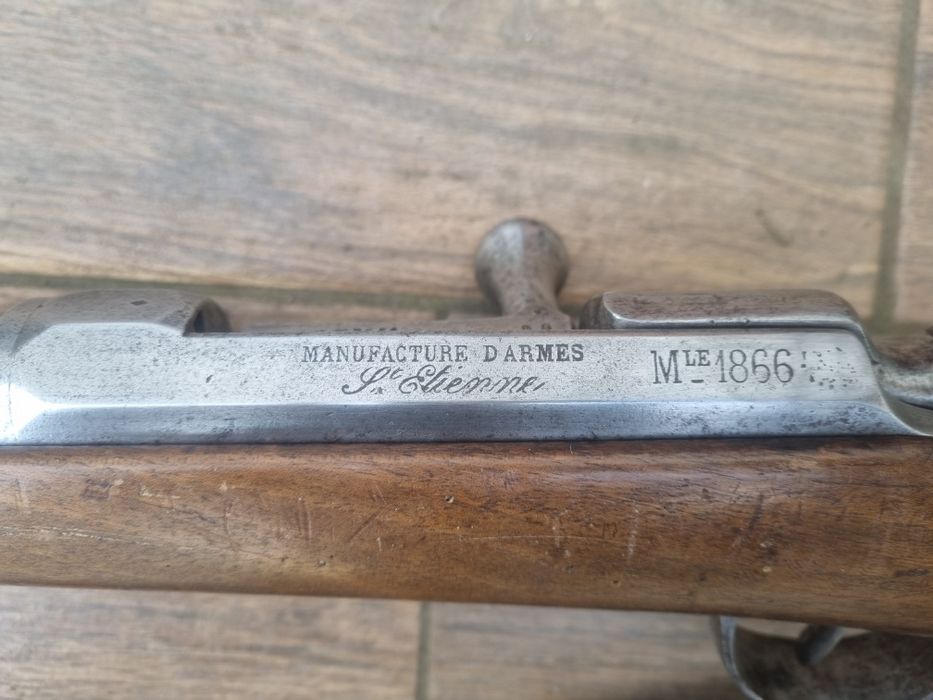 MANUFACTURE D'ARMES
St Etienne
MLE 1866